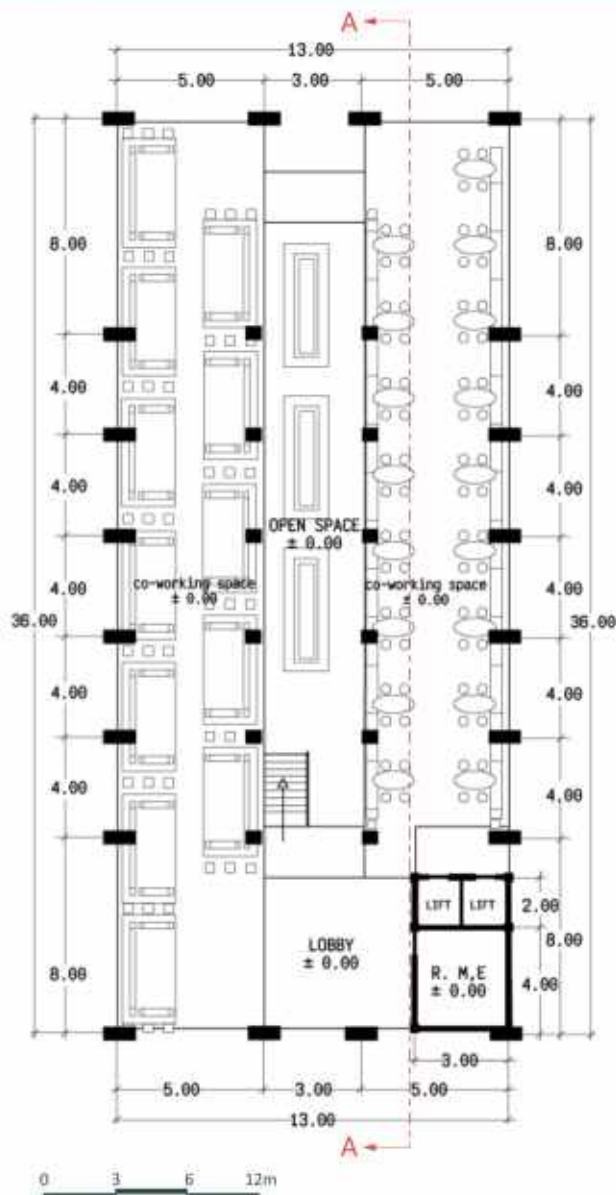 A
13.00
5.00 3.00 5.00
8.00 8.00
4.00 4.00
4.00 4.00
OPEN SPACE
± 0.00
4.00 4.00
co-working space co-working space
± 0.00 ± 0.00
36.00 36.00
4.00 4.00
4.00 4.00
LIFT LIFT 2.00
LOBBY
± 0.00
8.00 8.00
R. M,E
± 0.00
4.00
3.00
5.00 3.00 5.00
13.00
A
0 3 6 12m